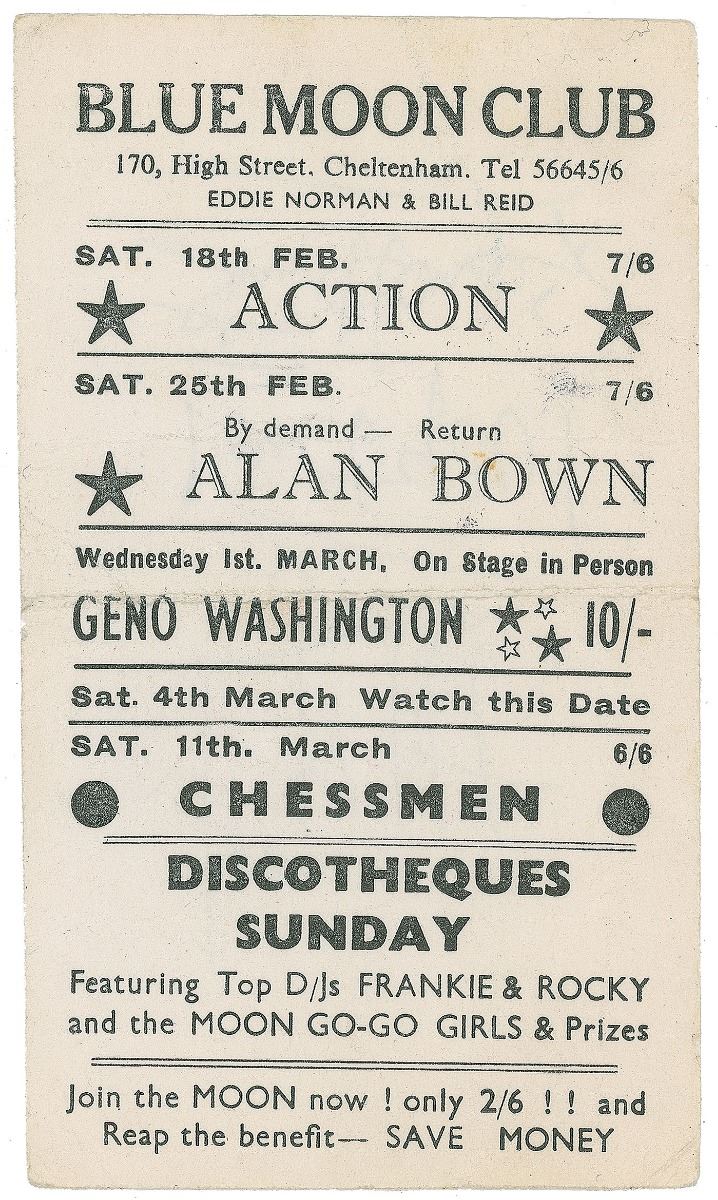 BLUE MOON CLUB
170, High Street. Cheltenham. Tel 56645/6
EDDIE NORMAN & BILL REID
SAT. 18th FEB. 7/6
ACTION
SAT. 25th FEB. 7/6
By demand — Return
ALAN BOWN
Wednesday 1st. MARCH. On Stage in Person
GENO WASHINGTON 10/-
Sat. 4th March Watch this Date
SAT. 11th. March 6/6
CHESSMEN
DISCOTHEQUES
SUNDAY
Featuring Top D/Js FRANKIE & ROCKY
and the MOON GO-GO GIRLS & Prizes
Join the MOON now ! only 2/6 ! ! and
Reap the benefit— SAVE MONEY